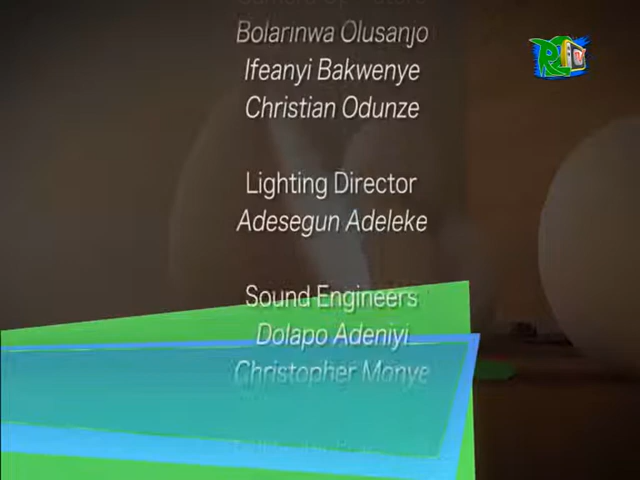 Bolarinwa Olusanjo
Ifeanyi Bakwenye
Christian Odunze
Lighting Director
Adesegun Adeleke
Sound Engineers
Dolapo Adeniyi
Christopher Monye